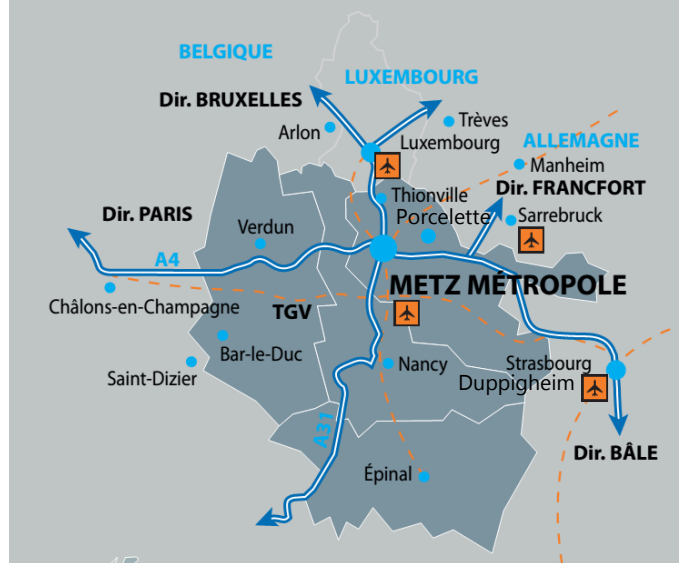 BELGIQUE
LUXEMBOURG
Dir. BRUXELLES
Trèves
Arlon
Luxembourg
ALLEMAGNE
Manheim
Dir. FRANCFORT
Thionville
Dir. PARIS
Porcelette
Sarrebruck
Verdun
A4
METZ MÉTROPOLE
Châlons-en-Champagne
TGV
Bar-le-Duc
Nancy
Strasbourg
Saint-Dizier
Duppigheim
A31
Dir. BÂLE
Épinal